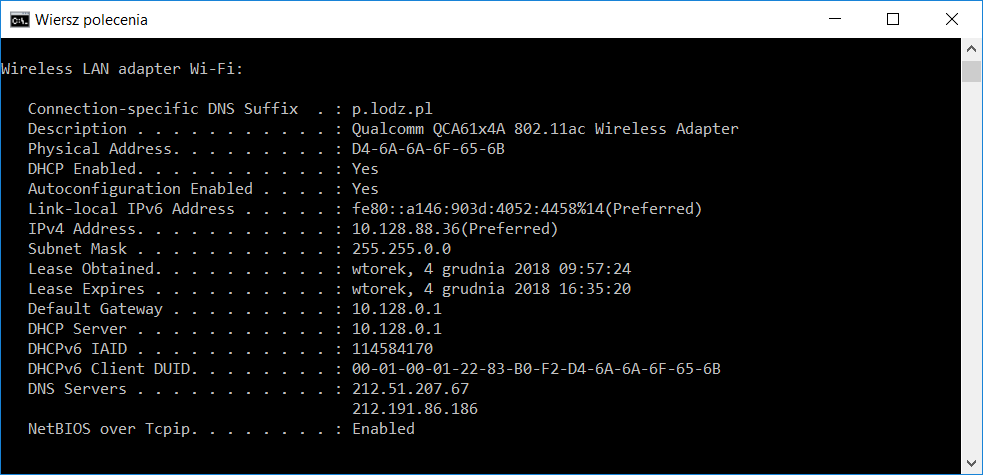 Wiersz polecenia
Wireless LAN adapter Wi-Fi:
Connection-specific DNS Suffix  . : p.lodz.pl
Description . . . . . . . . . . . : Qualcomm QCA61x4A 802.11ac Wireless Adapter
Physical Address. . . . . . . . . : D4-6A-6A-6F-65-6B
DHCP Enabled. . . . . . . . . . . : Yes
Autoconfiguration Enabled . . . . : Yes
Link-local IPv6 Address . . . . . : fe80::a146:903d:4052:4458%14(Preferred)
IPv4 Address. . . . . . . . . . . : 10.128.88.36(Preferred)
Subnet Mask . . . . . . . . . . . : 255.255.0.0
Lease Obtained. . . . . . . . . . : wtorek, 4 grudnia 2018 09:57:24
Lease Expires . . . . . . . . . . : wtorek, 4 grudnia 2018 16:35:20
Default Gateway . . . . . . . . . : 10.128.0.1
DHCP Server . . . . . . . . . . . : 10.128.0.1
DHCPv6 IAID . . . . . . . . . . . : 114584170
DHCPv6 Client DUID. . . . . . . . : 00-01-00-01-22-83-B0-F2-D4-6A-6A-6F-65-6B
DNS Servers . . . . . . . . . . . : 212.51.207.67
212.191.86.186
NetBIOS over Tcpip. . . . . . . . : Enabled